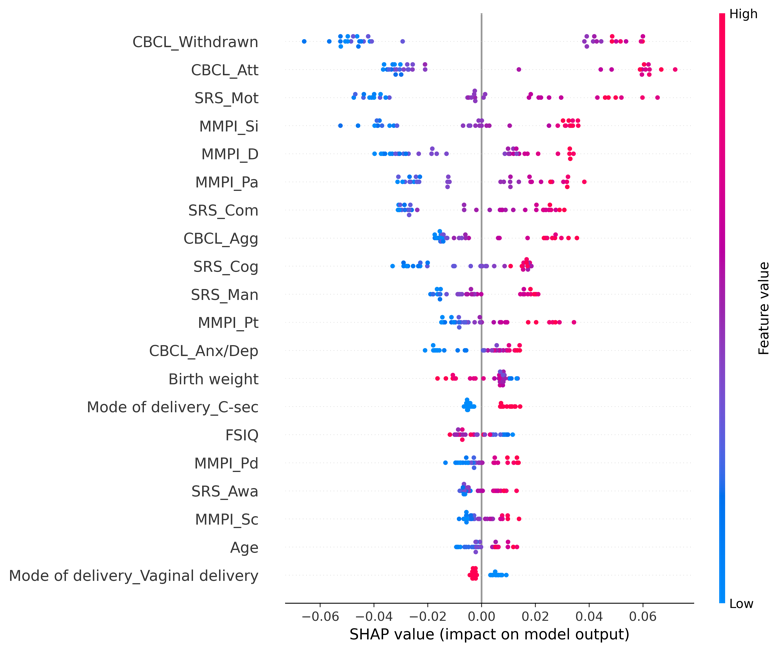 High
CBCL_Withdrawn
CBCL_Att
SRS_Mot
MMPI_Si
MMPI_D
MMPI_Pa
SRS_Com
CBCL_Agg
SRS_Cog
SRS_Man
MMPI_Pt
CBCL_Anx/Dep
Birth weight
Mode of delivery_C-sec
FSIQ
MMPI_Pd
SRS_Awa
MMPI_Sc
Age
Mode of delivery_Vaginal delivery
Feature value
Low
−0.06 −0.04 −0.02 0.00 0.02 0.04 0.06
SHAP value (impact on model output)